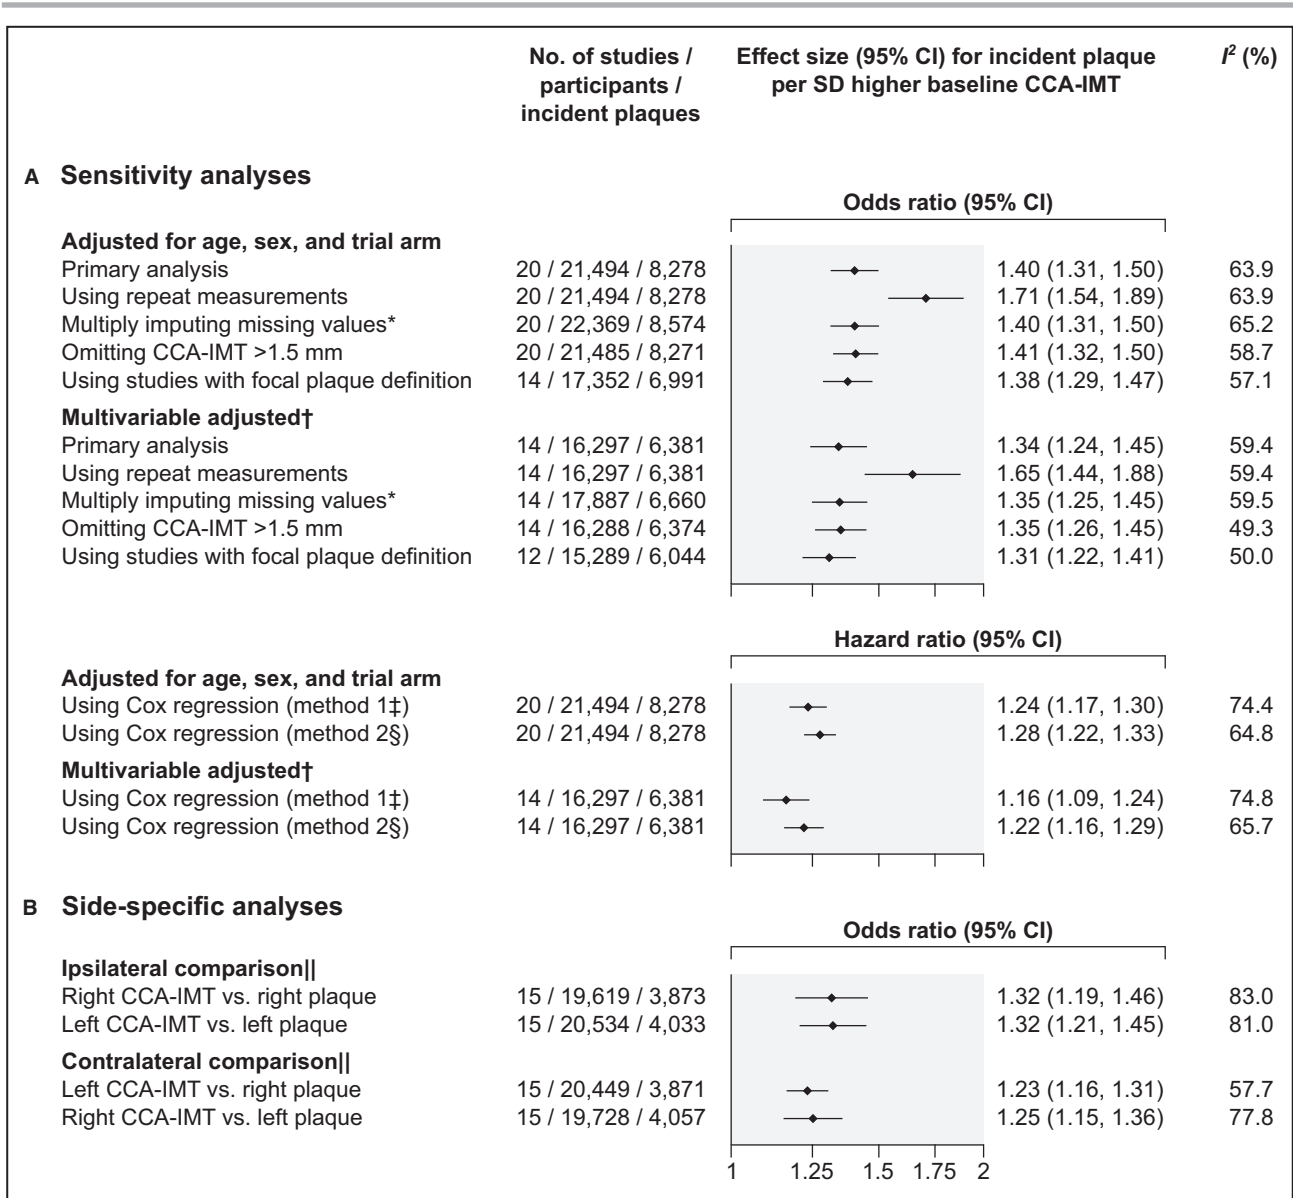 No. of studies / participants / incident plaques
Effect size (95% CI) for incident plaque per SD higher baseline CCA-IMT
I² (%)
A Sensitivity analyses
Odds ratio (95% CI)
Adjusted for age, sex, and trial arm
Primary analysis 20 / 21,494 / 8,278 1.40 (1.31, 1.50) 63.9
Using repeat measurements 20 / 21,494 / 8,278 1.71 (1.54, 1.89) 63.9
Multiply imputing missing values* 20 / 22,369 / 8,574 1.40 (1.31, 1.50) 65.2
Omitting CCA-IMT >1.5 mm 20 / 21,485 / 8,271 1.41 (1.32, 1.50) 58.7
Using studies with focal plaque definition 14 / 17,352 / 6,991 1.38 (1.29, 1.47) 57.1
Multivariable adjusted†
Primary analysis 14 / 16,297 / 6,381 1.34 (1.24, 1.45) 59.4
Using repeat measurements 14 / 16,297 / 6,381 1.65 (1.44, 1.88) 59.4
Multiply imputing missing values* 14 / 17,887 / 6,660 1.35 (1.25, 1.45) 59.5
Omitting CCA-IMT >1.5 mm 14 / 16,288 / 6,374 1.35 (1.26, 1.45) 49.3
Using studies with focal plaque definition 12 / 15,289 / 6,044 1.31 (1.22, 1.41) 50.0
Hazard ratio (95% CI)
Adjusted for age, sex, and trial arm
Using Cox regression (method 1‡) 20 / 21,494 / 8,278 1.24 (1.17, 1.30) 74.4
Using Cox regression (method 2§) 20 / 21,494 / 8,278 1.28 (1.22, 1.33) 64.8
Multivariable adjusted†
Using Cox regression (method 1‡) 14 / 16,297 / 6,381 1.16 (1.09, 1.24) 74.8
Using Cox regression (method 2§) 14 / 16,297 / 6,381 1.22 (1.16, 1.29) 65.7
B Side-specific analyses
Odds ratio (95% CI)
Ipsilateral comparison||
Right CCA-IMT vs. right plaque 15 / 19,619 / 3,873 1.32 (1.19, 1.46) 83.0
Left CCA-IMT vs. left plaque 15 / 20,534 / 4,033 1.32 (1.21, 1.45) 81.0
Contralateral comparison||
Left CCA-IMT vs. right plaque 15 / 20,449 / 3,871 1.23 (1.16, 1.31) 57.7
Right CCA-IMT vs. left plaque 15 / 19,728 / 4,057 1.25 (1.15, 1.36) 77.8
1 1.25 1.5 1.75 2